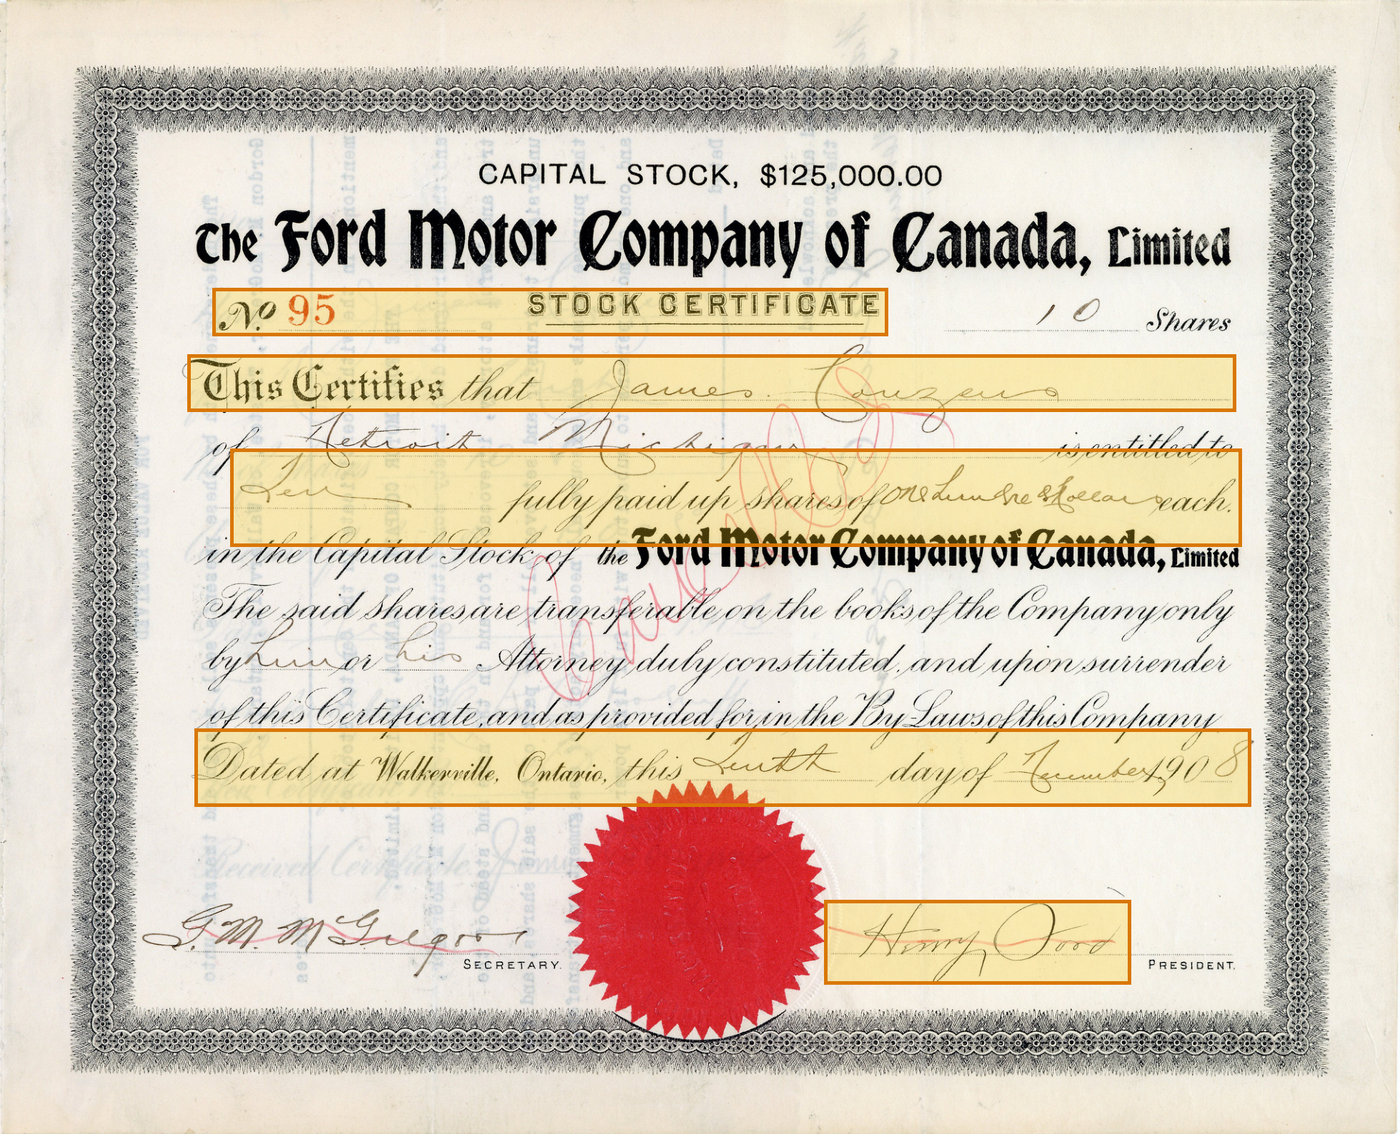 CAPITAL STOCK, $125,000.00
The Ford Motor Company of Canada, Limited
No. 95 STOCK CERTIFICATE 10 Shares
This Certifies that James Couzens
of Detroit Michigan is entitled to
Ten fully paid up shares of one hundred dollars each.
in the Capital Stock of the Ford Motor Company of Canada, Limited
The said shares are transferable on the books of the Company only
by him or his Attorney duly constituted, and upon surrender
of this Certificate, and as provided for in the By-Laws of this Company
Dated at Walkerville, Ontario, this Tenth day of November 1908
Cancelled
G. M. McGregor
SECRETARY.
Henry Ford
PRESIDENT.